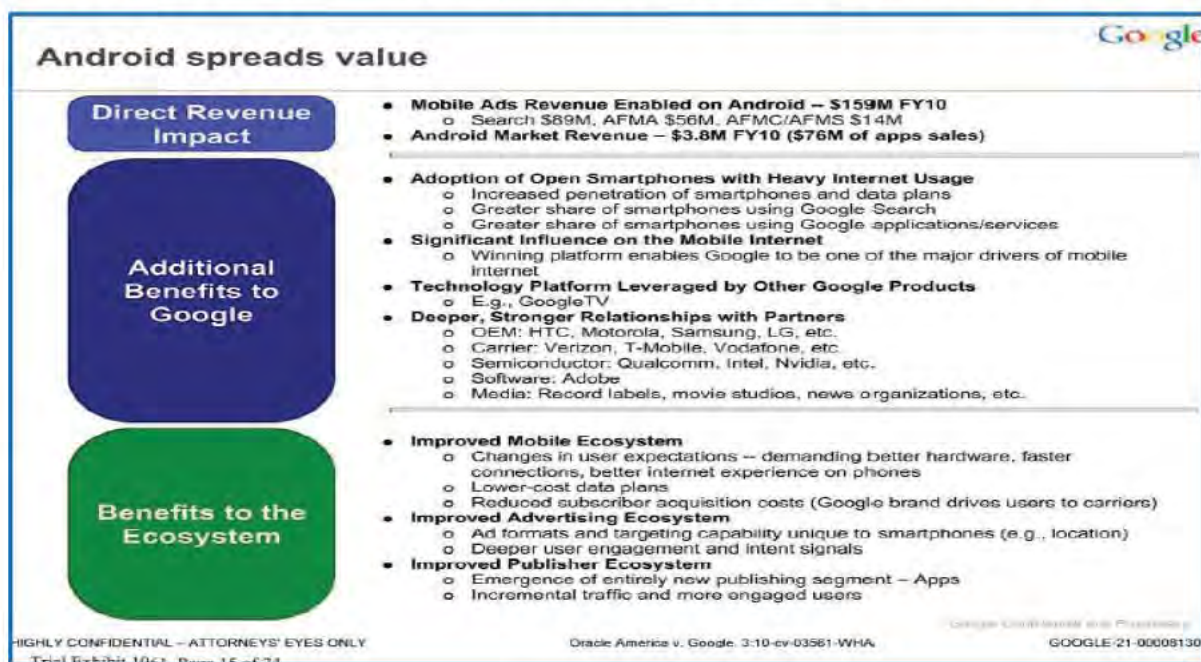 Google
Android spreads value
Direct Revenue
Impact
• Mobile Ads Revenue Enabled on Android -- $159M FY10
o Search $89M, AFMA $56M, AFMC/AFMS $14M
• Android Market Revenue – $3.8M FY10 ($76M of apps sales)
Additional
Benefits to
Google
• Adoption of Open Smartphones with Heavy Internet Usage
o Increased penetration of smartphones and data plans
o Greater share of smartphones using Google Search
o Greater share of smartphones using Google applications/services
• Significant Influence on the Mobile Internet
o Winning platform enables Google to be one of the major drivers of mobile
internet
• Technology Platform Leveraged by Other Google Products
o E.g., GoogleTV
• Deeper, Stronger Relationships with Partners
o OEM: HTC, Motorola, Samsung, LG, etc.
o Carrier: Verizon, T-Mobile, Vodafone, etc.
o Semiconductor: Qualcomm, Intel, Nvidia, etc.
o Software: Adobe
o Media: Record labels, movie studios, news organizations, etc.
Benefits to the
Ecosystem
• Improved Mobile Ecosystem
o Changes in user expectations -- demanding better hardware, faster
connections, better internet experience on phones
o Lower-cost data plans
o Reduced subscriber acquisition costs (Google brand drives users to carriers)
• Improved Advertising Ecosystem
o Ad formats and targeting capability unique to smartphones (e.g., location)
o Deeper user engagement and intent signals
• Improved Publisher Ecosystem
o Emergence of entirely new publishing segment – Apps
o Incremental traffic and more engaged users
Google Confidential and Proprietary
HIGHLY CONFIDENTIAL – ATTORNEYS' EYES ONLY
Oracle America v. Google, 3:10-cv-03561-WHA
GOOGLE-21-00008130
Trial Exhibit 1061, Page 15 of